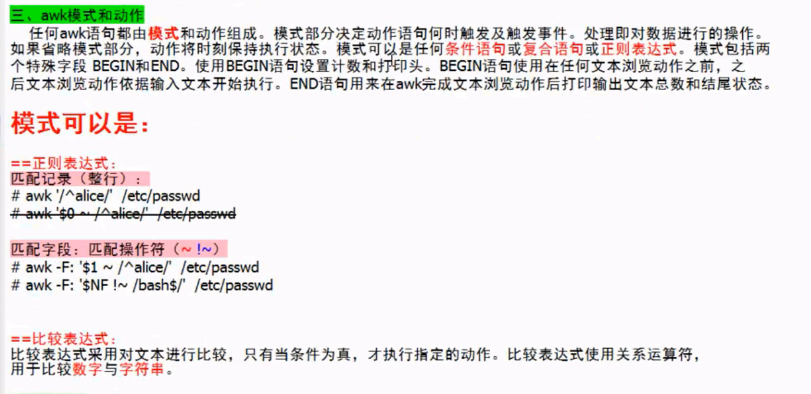 三、awk模式和动作
任何awk语句都由模式和动作组成。模式部分决定动作语句何时触发及触发事件。处理即对数据进行的操作。
如果省略模式部分，动作将时刻保持执行状态。模式可以是任何条件语句或复合语句或正则表达式。模式包括两
个特殊字段 BEGIN和END。使用BEGIN语句设置计数和打印头。BEGIN语句使用在任何文本浏览动作之前，之
后文本浏览动作依据输入文本开始执行。END语句用来在awk完成文本浏览动作后打印输出文本总数和结尾状态。
模式可以是：
==正则表达式：
匹配记录（整行）：
# awk '/^alice/' /etc/passwd
# awk '$0 ~ /^alice/' /etc/passwd
匹配字段：匹配操作符（~ !~）
# awk -F: '$1 ~ /^alice/' /etc/passwd
# awk -F: '$NF !~ /bash$/' /etc/passwd
==比较表达式：
比较表达式采用对文本进行比较，只有当条件为真，才执行指定的动作。比较表达式使用关系运算符，
用于比较数字与字符串。